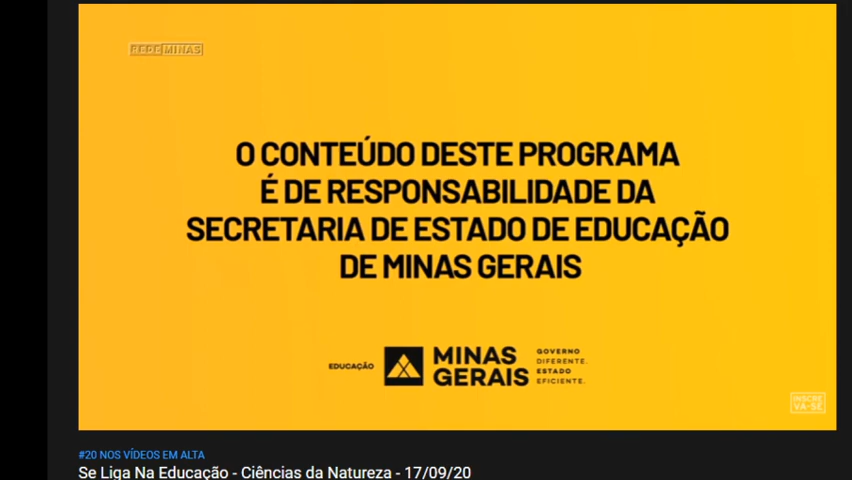 REDE MINAS
O CONTEÚDO DESTE PROGRAMA
É DE RESPONSABILIDADE DA
SECRETARIA DE ESTADO DE EDUCAÇÃO
DE MINAS GERAIS
EDUCAÇÃO
MINAS
GERAIS
GOVERNO
DIFERENTE.
ESTADO
EFICIENTE.
INSCRE
VA-SE
#20 NOS VÍDEOS EM ALTA
Se Liga Na Educação - Ciências da Natureza - 17/09/20